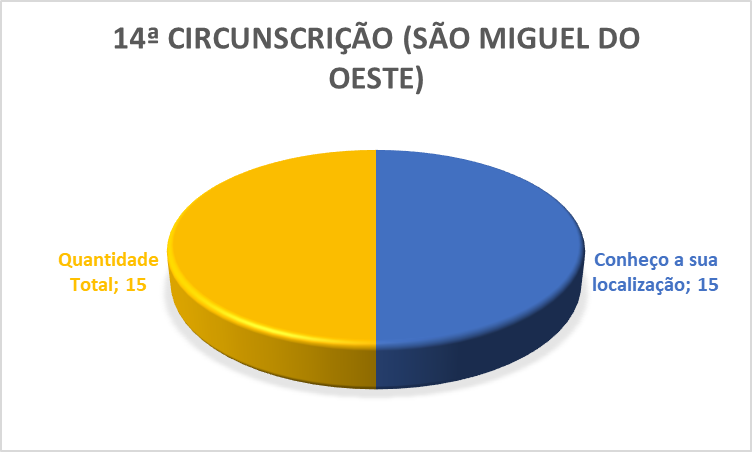 14ª CIRCUNSCRIÇÃO (SÃO MIGUEL DO
OESTE)
Quantidade
Total; 15
Conheço a sua
localização; 15